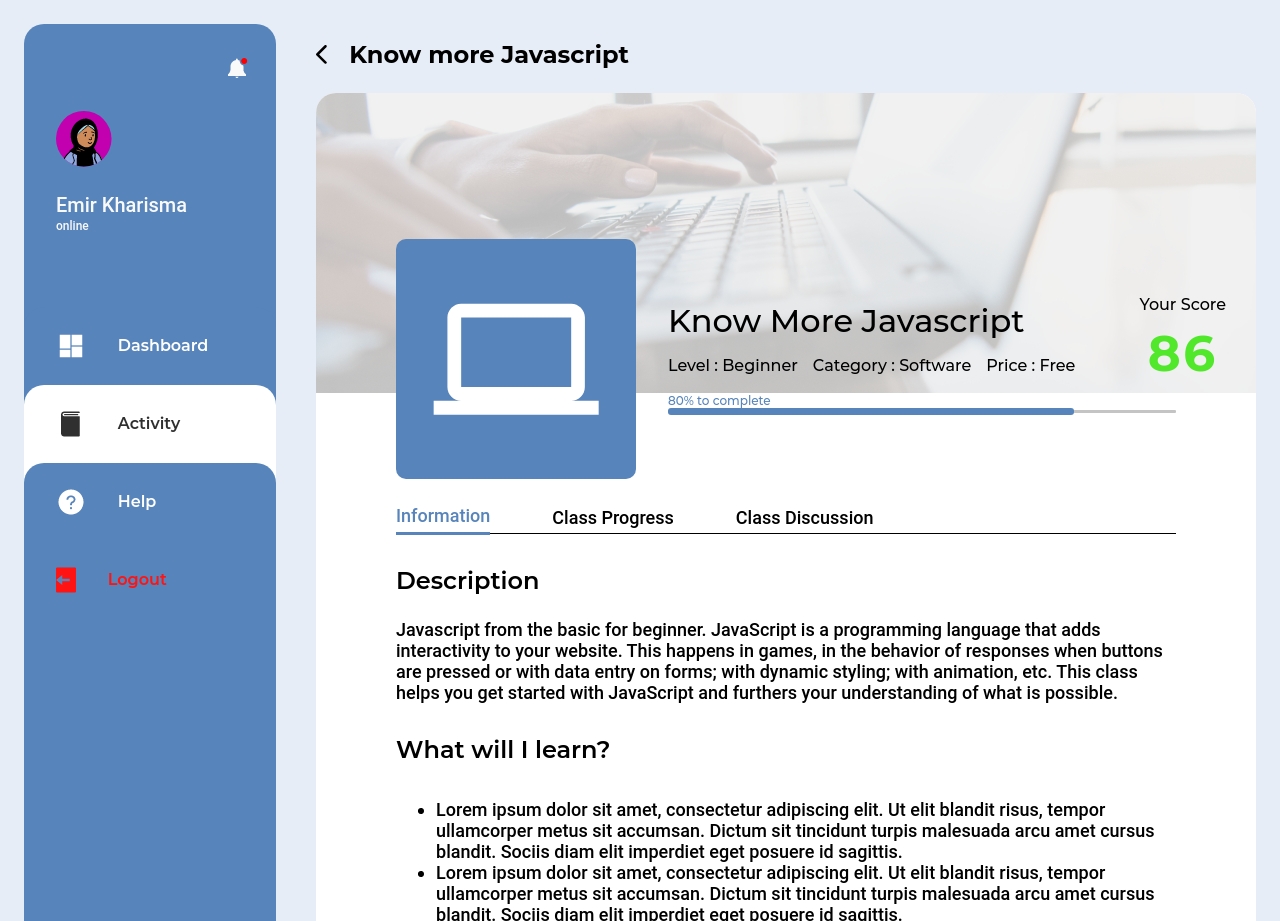 Know more Javascript
Emir Kharisma
online
Dashboard
Activity
Help
Logout
Know More Javascript
Level : Beginner Category : Software Price : Free
Your Score
86
80% to complete
Information Class Progress Class Discussion
Description
Javascript from the basic for beginner. JavaScript is a programming language that adds
interactivity to your website. This happens in games, in the behavior of responses when buttons
are pressed or with data entry on forms; with dynamic styling; with animation, etc. This class
helps you get started with JavaScript and furthers your understanding of what is possible.
What will I learn?
Lorem ipsum dolor sit amet, consectetur adipiscing elit. Ut elit blandit risus, tempor
ullamcorper metus sit accumsan. Dictum sit tincidunt turpis malesuada arcu amet cursus
blandit. Sociis diam elit imperdiet eget posuere id sagittis.
Lorem ipsum dolor sit amet, consectetur adipiscing elit. Ut elit blandit risus, tempor
ullamcorper metus sit accumsan. Dictum sit tincidunt turpis malesuada arcu amet cursus
blandit. Sociis diam elit imperdiet eget posuere id sagittis.